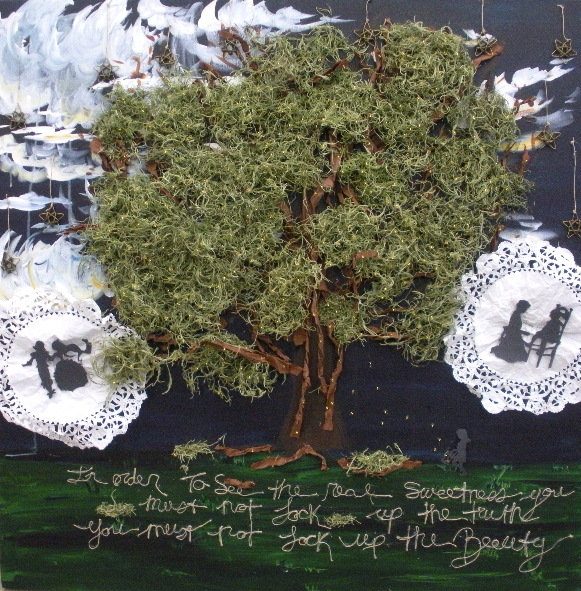 In order To See the real Sweetness you
must not Lock up the truth
you must not Lock up the Beauty